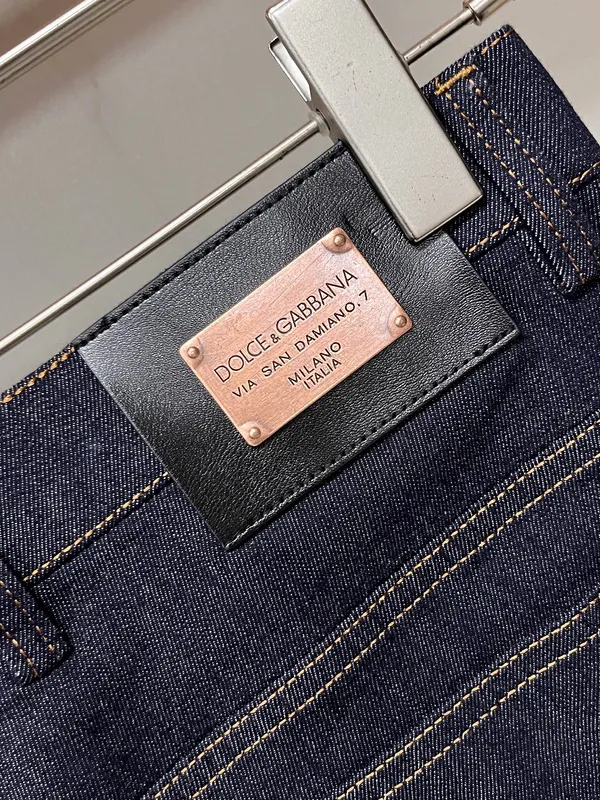 DOLCE & GABBANA
VIA SAN DAMIANO, 7
MILANO
ITALIA